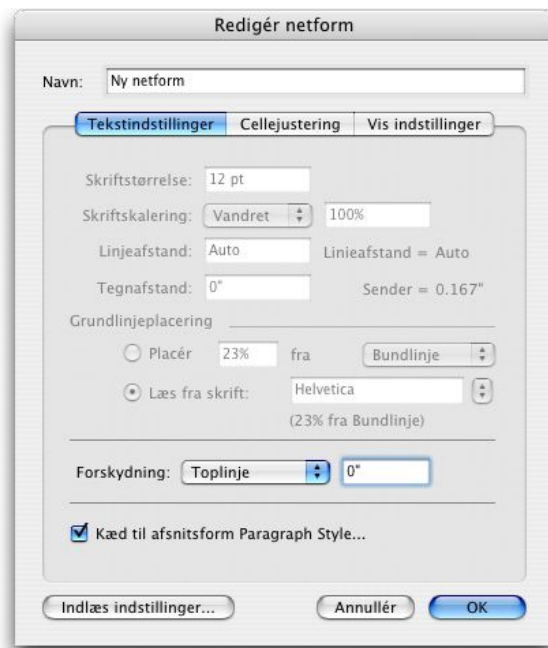 Redigér netform
Navn: Ny netform
Tekstindstillinger Cellejustering Vis indstillinger
Skriftstørrelse: 12 pt
Skriftskalering: Vandret 100%
Linjeafstand: Auto Linieafstand = Auto
Tegnafstand: 0" Sender = 0.167"
Grundlinjeplacering
Placér 23% fra Bundlinje
Læs fra skrift: Helvetica
(23% fra Bundlinje)
Forskydning: Toplinje 0"
Kæd til afsnitsform Paragraph Style...
Indlæs indstillinger... Annullér OK